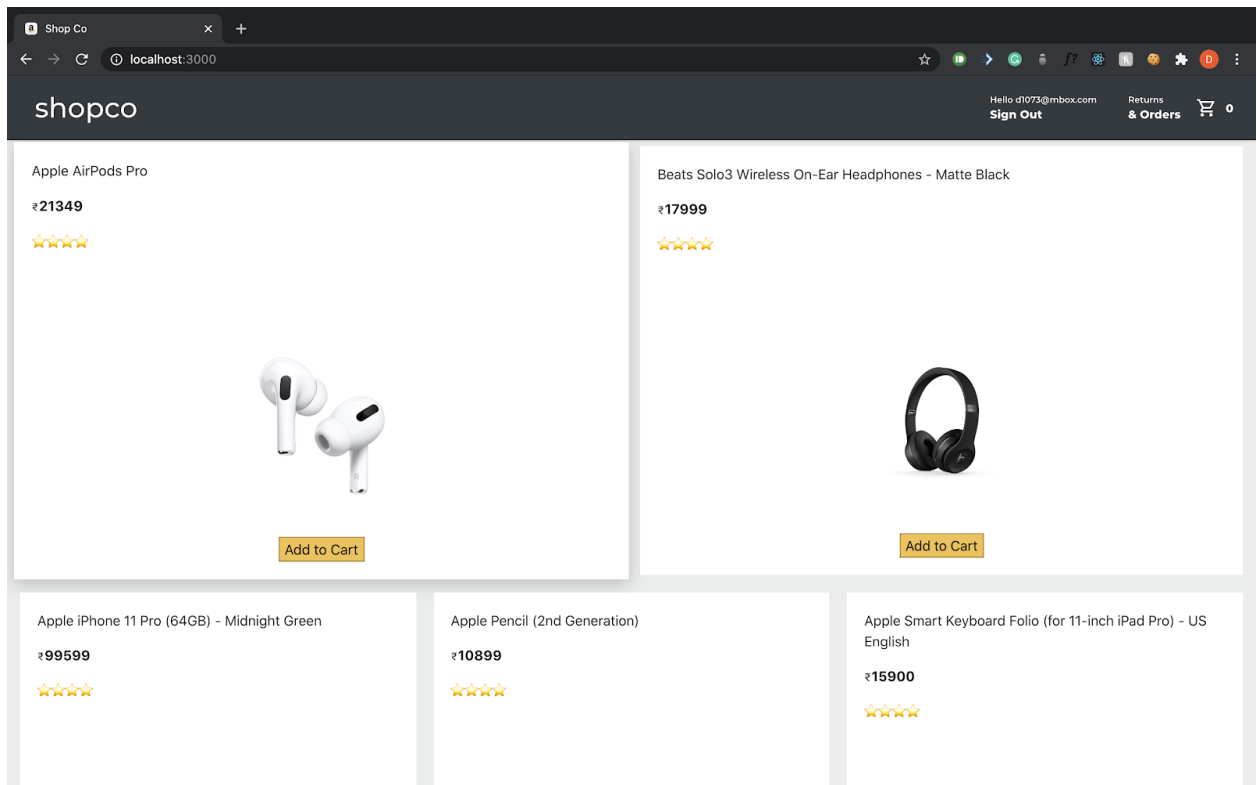 Shop Co
localhost:3000
shopco
Hello d1073@mbox.com
Sign Out
Returns
& Orders
0
Apple AirPods Pro
₹21349
Beats Solo3 Wireless On-Ear Headphones - Matte Black
₹17999
Add to Cart
Add to Cart
Apple iPhone 11 Pro (64GB) - Midnight Green
₹99599
Apple Pencil (2nd Generation)
₹10899
Apple Smart Keyboard Folio (for 11-inch iPad Pro) - US
English
₹15900